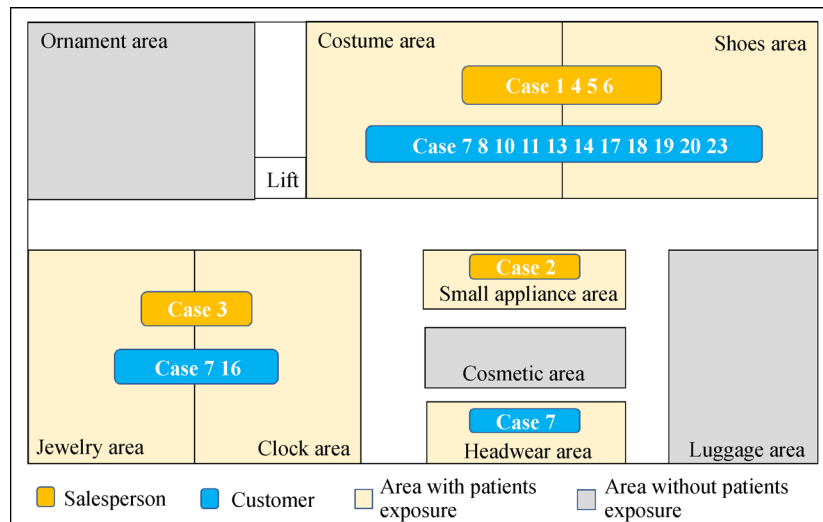 Ornament area
Costume area
Shoes area
Case 1 4 5 6
Case 7 8 10 11 13 14 17 18 19 20 23
Lift
Case 2
Small appliance area
Case 3
Case 7 16
Cosmetic area
Case 7
Jewelry area
Clock area
Headwear area
Luggage area
Salesperson
Customer
Area with patients
exposure
Area without patients
exposure